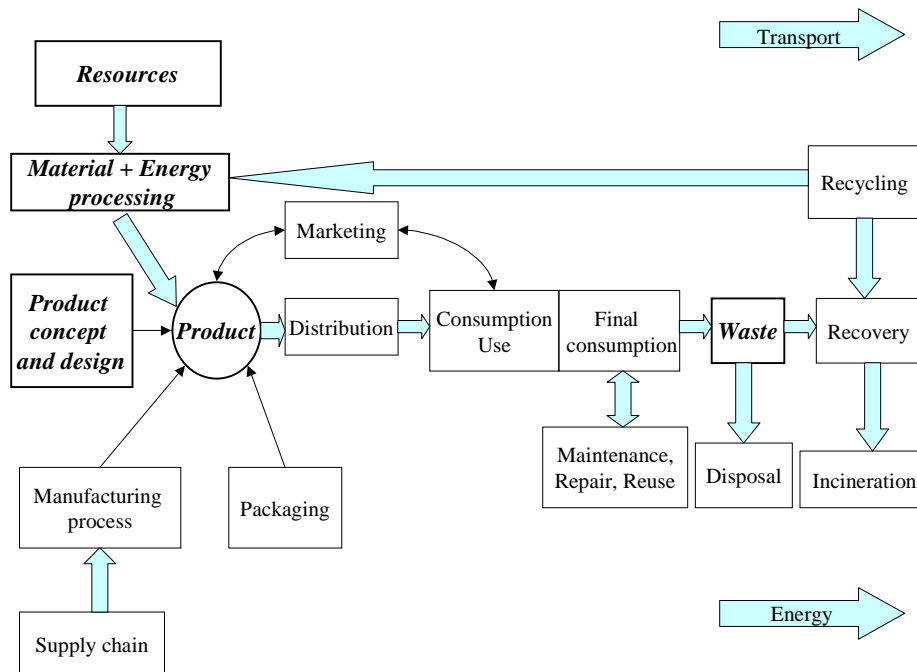 Transport
Resources
Material + Energy
processing
Recycling
Marketing
Product
concept
and design
Product
Distribution
Consumption
Use
Final
consumption
Waste
Recovery
Maintenance,
Repair, Reuse
Disposal
Incineration
Manufacturing
process
Packaging
Energy
Supply chain